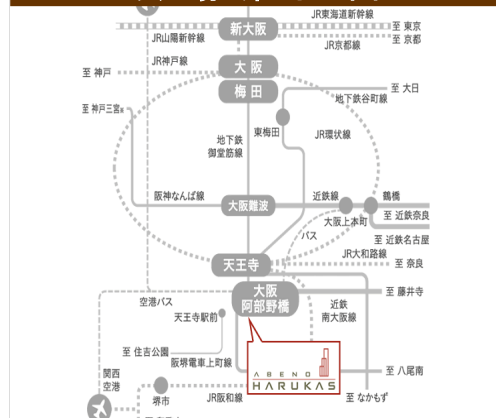 JR東海道新幹線
至 東京
新大阪
至 京都
JR山陽新幹線
JR京都線
JR神戸線
大 阪
至 神戸
梅 田
至 大日
地下鉄谷町線
至 神戸三宮
東梅田
地下鉄
御堂筋線
JR環状線
阪神なんば線
大阪難波
近鉄線
鶴橋
大阪上本町
至 近鉄奈良
バス
至 近鉄名古屋
JR大和路線
天王寺
至 奈良
大阪
阿部野橋
空港バス
至 藤井寺
近鉄
南大阪線
天王寺駅前
至 住吉公園
阪堺電車上町線
ABENO
HARUKAS
関西
空港
至 八尾南
堺市
JR阪和線
至 なかもず